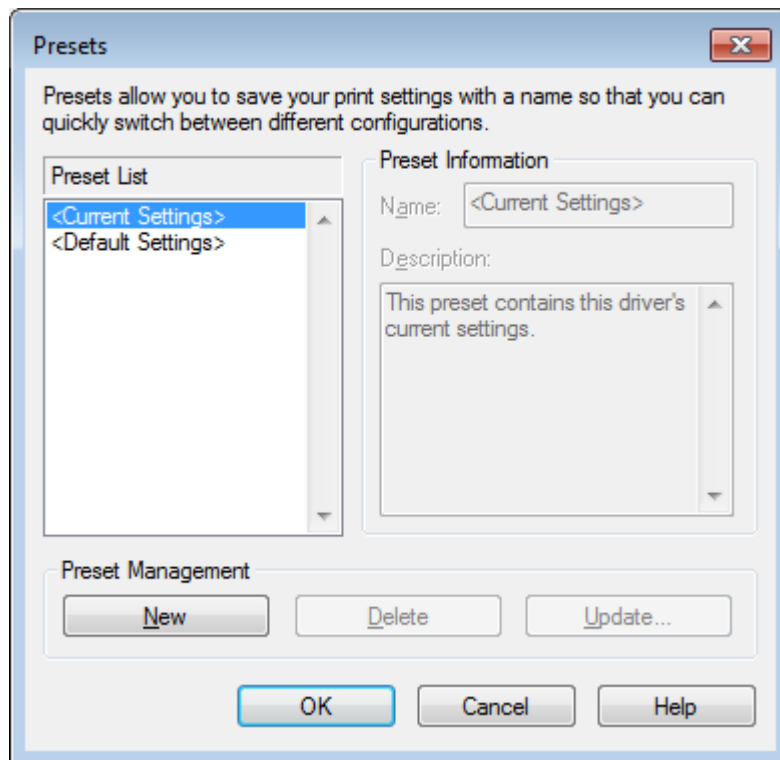 Presets
Presets allow you to save your print settings with a name so that you can
quickly switch between different configurations.
Preset List
<Current Settings>
<Default Settings>
Preset Information
Name: <Current Settings>
Description:
This preset contains this driver's
current settings.
Preset Management
New Delete Update...
OK Cancel Help